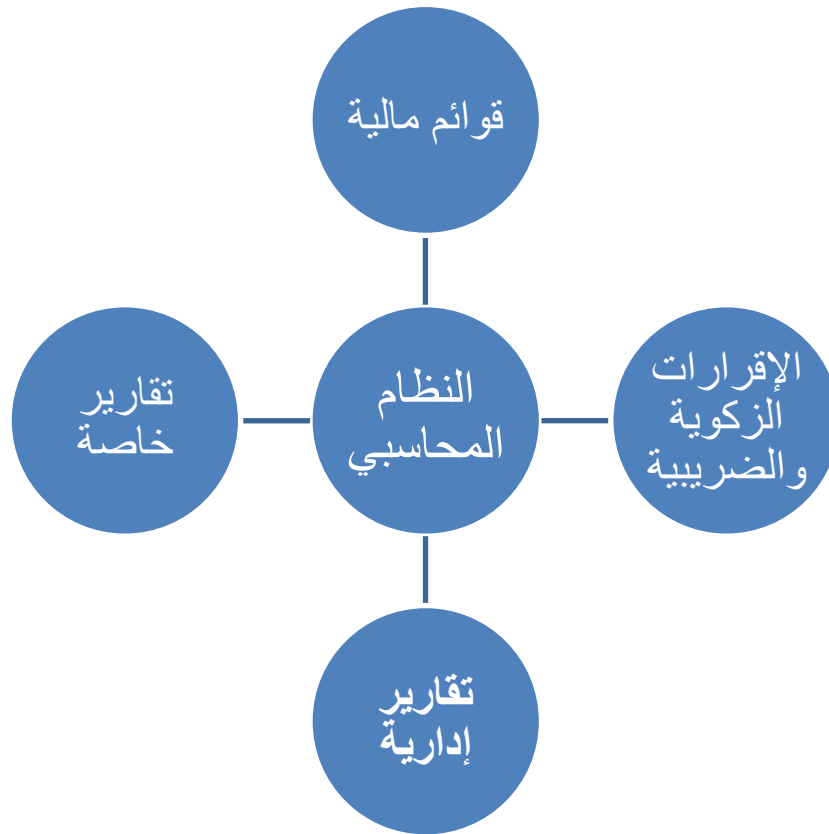 قوائم مالية
الإقرارات
الزكوية
والضريبية
النظام
المحاسبي
تقارير
خاصة
تقارير
إدارية